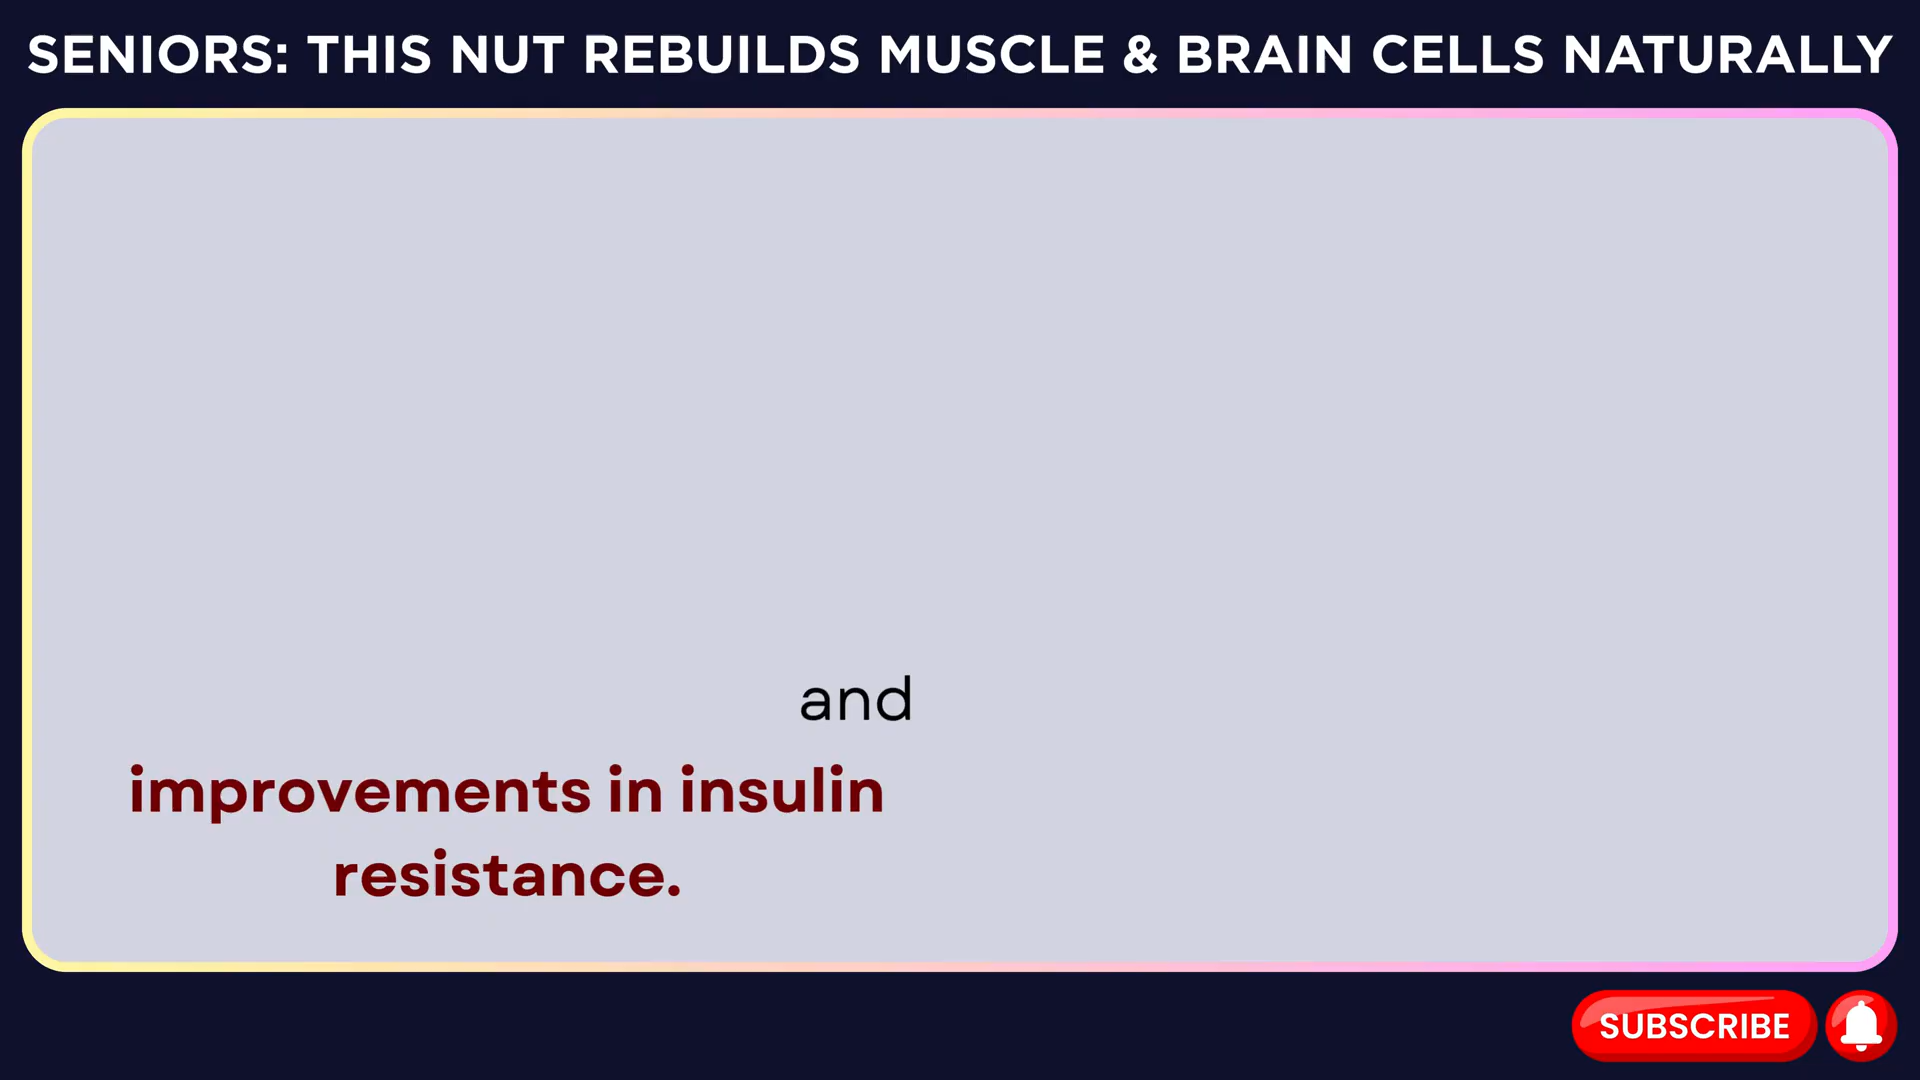 SENIORS: THIS NUT REBUILDS MUSCLE & BRAIN CELLS NATURALLY
and
improvements in insulin
resistance.
SUBSCRIBE